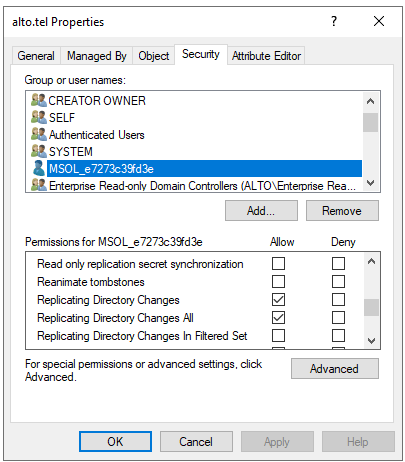 alto.tel Properties
General Managed By Object Security Attribute Editor
Group or user names:
CREATOR OWNER
SELF
Authenticated Users
SYSTEM
MSOL_e7273c39fd3e
Enterprise Read-only Domain Controllers (ALTO\Enterprise Rea...
Add... Remove
Permissions for MSOL_e7273c39fd3e Allow Deny
Read only replication secret synchronization
Reanimate tombstones
Replicating Directory Changes
Replicating Directory Changes All
Replicating Directory Changes In Filtered Set
For special permissions or advanced settings, click
Advanced.
Advanced
OK Cancel Apply Help